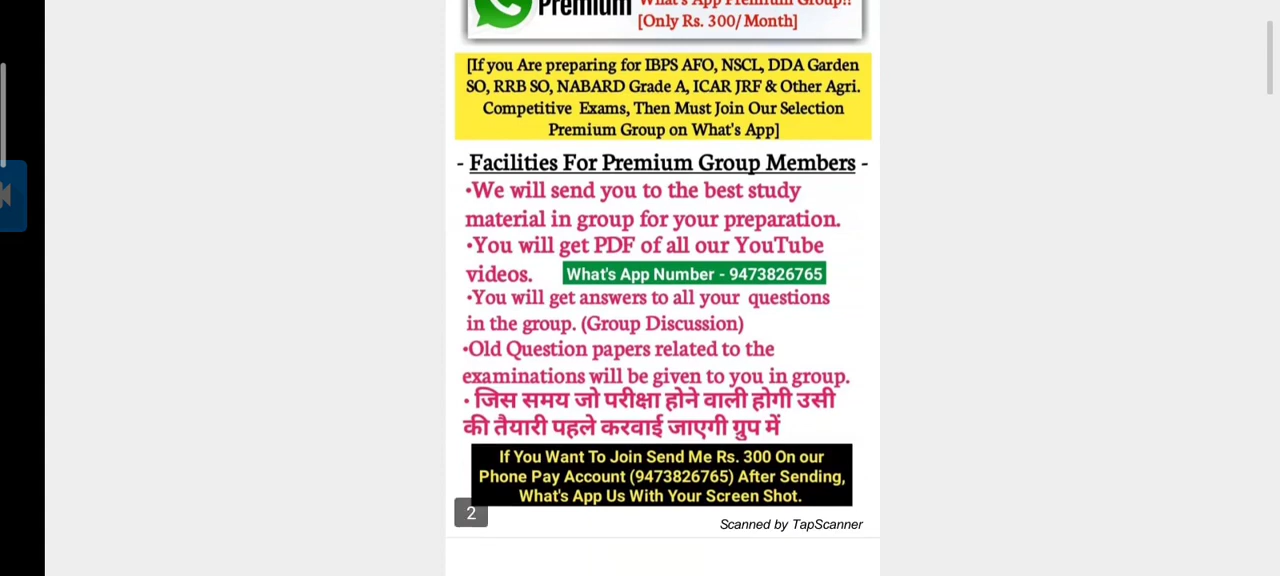 Premium What's App Premium Group!!
[Only Rs. 300/Month]
[If you Are preparing for IBPS AFO, NSCL, DDA Garden
SO, RRB SO, NABARD Grade A, ICAR JRF & Other Agri.
Competitive Exams, Then Must Join Our Selection
Premium Group on What's App]
- Facilities For Premium Group Members -
•We will send you to the best study
material in group for your preparation.
•You will get PDF of all our YouTube
videos. What's App Number - 9473826765
•You will get answers to all your questions
in the group. (Group Discussion)
•Old Question papers related to the
examinations will be given to you in group.
• जिस समय जो परीक्षा होने वाली होगी उसी
की तैयारी पहले करवाई जाएगी ग्रुप में
If You Want To Join Send Me Rs. 300 On our
Phone Pay Account (9473826765) After Sending,
What's App Us With Your Screen Shot.
2
Scanned by TapScanner